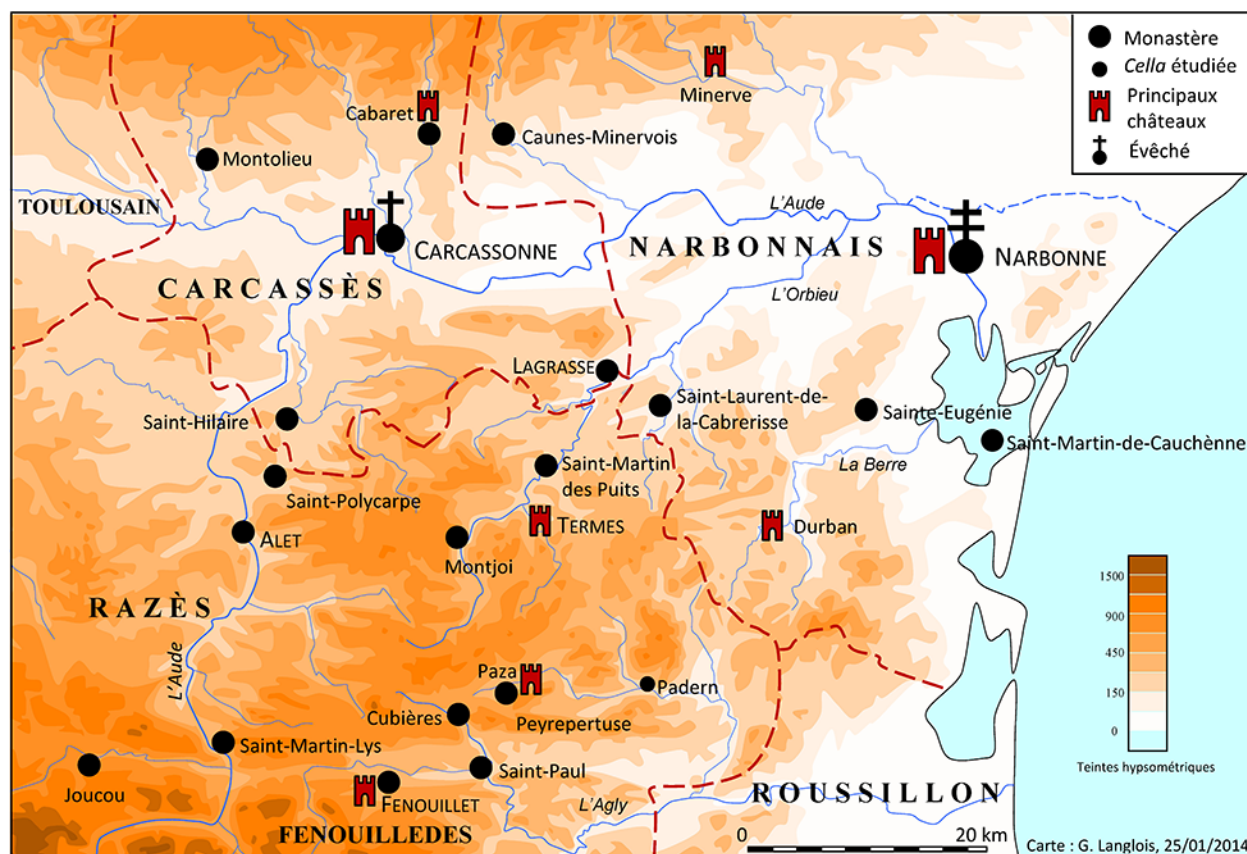 Monastère
Cella étudiée
Principaux
châteaux
Évêché
Minerve
Cabaret
Caunes-Minervois
Montolieu
TOULOUSAIN
L'Aude
CARCASSONNE
NARBONNAIS
NARBONNE
CARCASSÈS
L'Orbieu
LAGRASSE
Saint-Laurent-de-
la-Cabrerisse
Sainte-Eugénie
Saint-Hilaire
Saint-Martin-de-Cauchènne
La Berre
Saint-Martin
des Puits
Saint-Polycarpe
TERMES
Durban
ALET
Montjoi
RAZÈS
L'Aude
Paza
Padern
Peyrepertuse
Cubières
Saint-Martin-Lys
Saint-Paul
Joucou
FENOUILLET
L'Agly
ROUSSILLON
FENOUILLEDES
1500
900
450
150
0
Teintes hypsométriques
0 20 km
Carte : G. Langlois, 25/01/2014